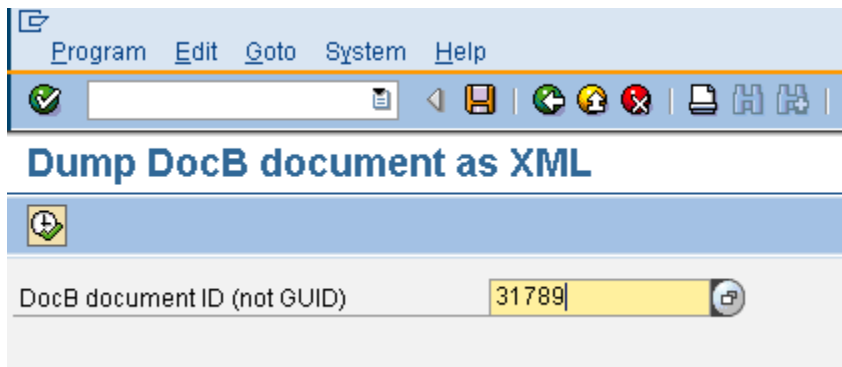 Program Edit Goto System Help
Dump DocB document as XML
DocB document ID (not GUID) 31789